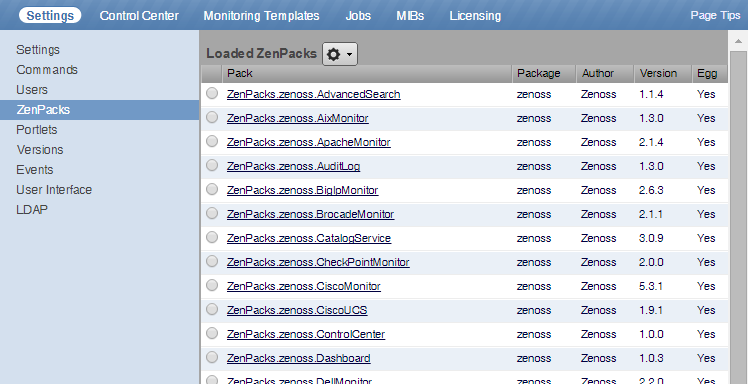 Settings Control Center Monitoring Templates Jobs MIBs Licensing Page Tips
Settings
Commands
Users
ZenPacks
Portlets
Versions
Events
User Interface
LDAP
Loaded ZenPacks
Pack Package Author Version Egg
ZenPacks.zenoss.AdvancedSearch zenoss Zenoss 1.1.4 Yes
ZenPacks.zenoss.AixMonitor zenoss Zenoss 1.3.0 Yes
ZenPacks.zenoss.ApacheMonitor zenoss Zenoss 2.1.4 Yes
ZenPacks.zenoss.AuditLog zenoss Zenoss 1.3.0 Yes
ZenPacks.zenoss.BigIpMonitor zenoss Zenoss 2.6.3 Yes
ZenPacks.zenoss.BrocadeMonitor zenoss Zenoss 2.1.1 Yes
ZenPacks.zenoss.CatalogService zenoss Zenoss 3.0.9 Yes
ZenPacks.zenoss.CheckPointMonitor zenoss Zenoss 2.0.0 Yes
ZenPacks.zenoss.CiscoMonitor zenoss Zenoss 5.3.1 Yes
ZenPacks.zenoss.CiscoUCS zenoss Zenoss 1.9.1 Yes
ZenPacks.zenoss.ControlCenter zenoss Zenoss 1.0.0 Yes
ZenPacks.zenoss.Dashboard zenoss Zenoss 1.0.3 Yes
ZenPacks.zenoss.DellMonitor zenoss Zenoss 2.2.0 Yes